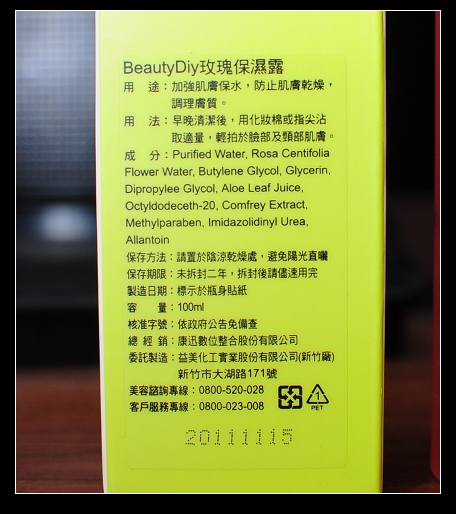 BeautyDiy玫瑰保濕露
用　途：加強肌膚保水，防止肌膚乾燥，
調理膚質。
用　法：早晚清潔後，用化妝棉或指尖沾
取適量，輕拍於臉部及頸部肌膚。
成　分：Purified Water, Rosa Centifolia
Flower Water, Butylene Glycol, Glycerin,
Dipropylee Glycol, Aloe Leaf Juice,
Octyldodeceth-20, Comfrey Extract,
Methylparaben, Imidazolidinyl Urea,
Allantoin
保存方法：請置於陰涼乾燥處，避免陽光直曬
保存期限：未拆封二年，拆封後請儘速用完
製造日期：標示於瓶身貼紙
容　　量：100ml
核准字號：依政府公告免備查
總 經 銷：康迅數位整合股份有限公司
委託製造：益美化工實業股份有限公司(新竹廠)
新竹市大湖路171號
美容諮詢專線：0800-520-028
客戶服務專線：0800-023-008
1
PET
20111115